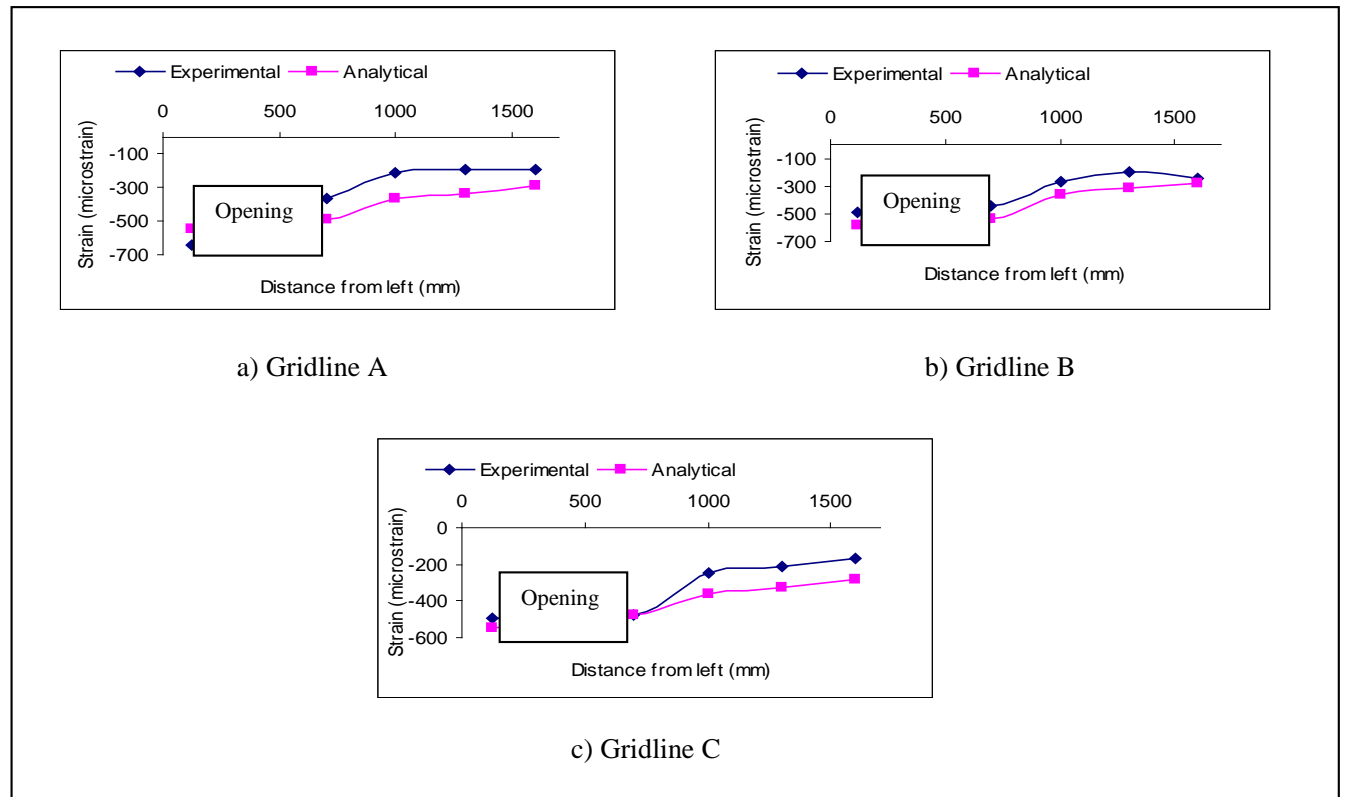 Experimental Analytical
0 500 1000 1500
Strain (microstrain)
-100
-300
-500
-700
Opening
Distance from left (mm)
a) Gridline A
Experimental Analytical
0 500 1000 1500
Strain (microstrain)
-100
-300
-500
-700
Opening
Distance from left (mm)
b) Gridline B
Experimental Analytical
0 500 1000 1500
Strain (microstrain)
0
-200
-400
-600
Opening
Distance from left (mm)
c) Gridline C